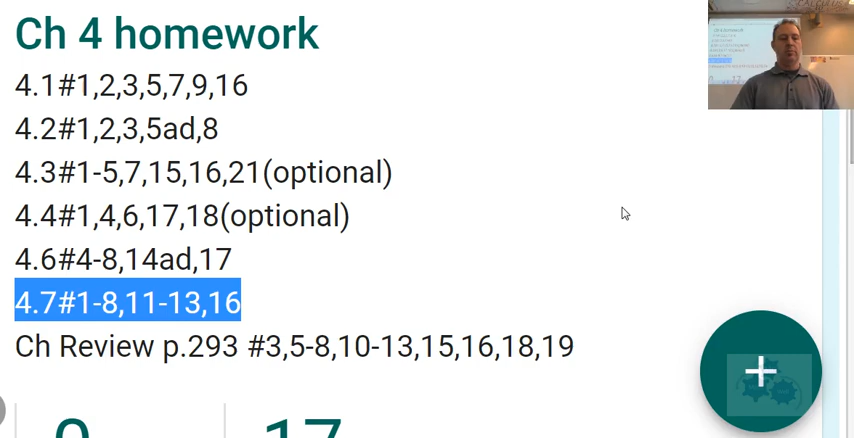 Ch 4 homework
4.1#1,2,3,5,7,9,16
4.2#1,2,3,5ad,8
4.3#1-5,7,15,16,21(optional)
4.4#1,4,6,17,18(optional)
4.6#4-8,14ad,17
4.7#1-8,11-13,16
Ch Review p.293 #3,5-8,10-13,15,16,18,19